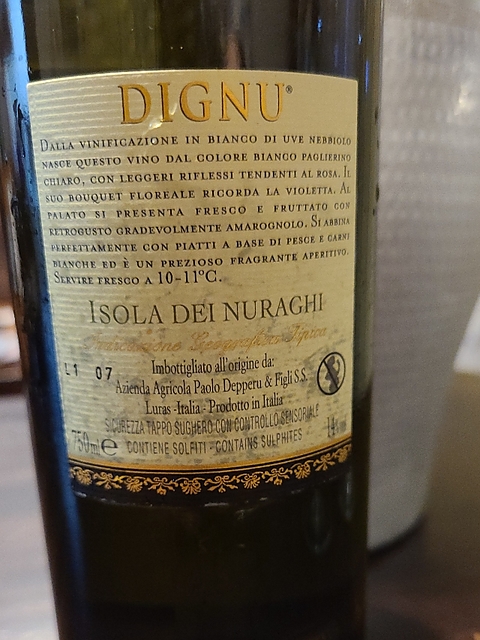 DIGNU®
DALLA VINIFICAZIONE IN BIANCO DI UVE NEBBIOLO
NASCE QUESTO VINO DAL COLORE BIANCO PAGLIERINO
CHIARO, CON LEGGERI RIFLESSI TENDENTI AL ROSA. IL
SUO BOUQUET FLOREALE RICORDA LA VIOLETTA. AL
PALATO SI PRESENTA FRESCO E FRUTTATO CON
RETROGUSTO GRADEVOLMENTE AMAROGNOLO. SI ABBINA
PERFETTAMENTE CON PIATTI A BASE DI PESCE E CARNI
BIANCHE ED È UN PREZIOSO FRAGRANTE APERITIVO.
SERVIRE FRESCO A 10-11°C.
ISOLA DEI NURAGHI
Indicazione Geografica Tipica
L1 07
Imbottigliato all'origine da:
Azienda Agricola Paolo Depperu & Figli S.S.
Luras - Italia - Prodotto in Italia
SICUREZZA TAPPO SUGHERO CON CONTROLLO SENSORIALE
750ml e CONTIENE SOLFITI - CONTAINS SULPHITES 14%